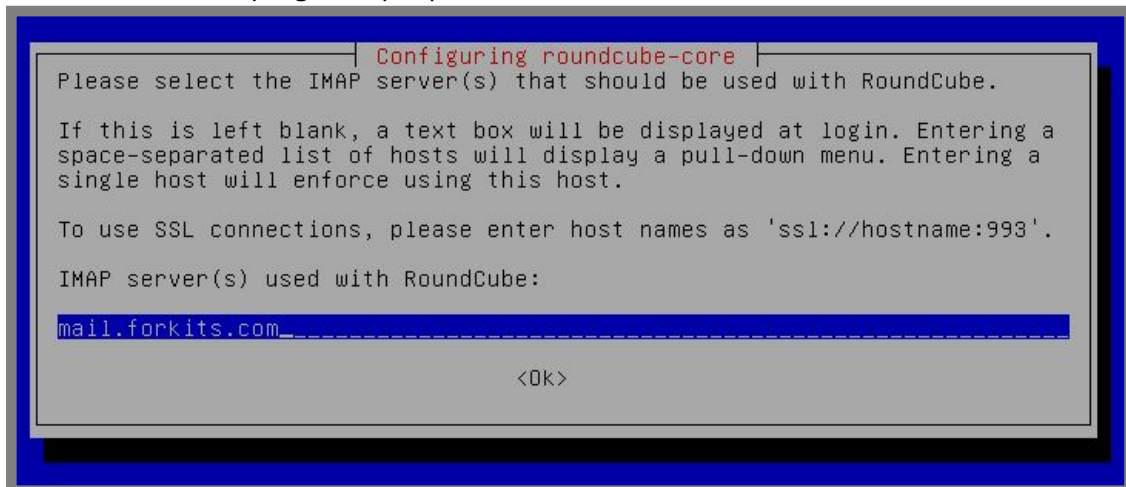 Configuring roundcube-core
Please select the IMAP server(s) that should be used with RoundCube.
If this is left blank, a text box will be displayed at login. Entering a
space-separated list of hosts will display a pull-down menu. Entering a
single host will enforce using this host.
To use SSL connections, please enter host names as 'ssl://hostname:993'.
IMAP server(s) used with RoundCube:
mail.forkits.com
<Ok>